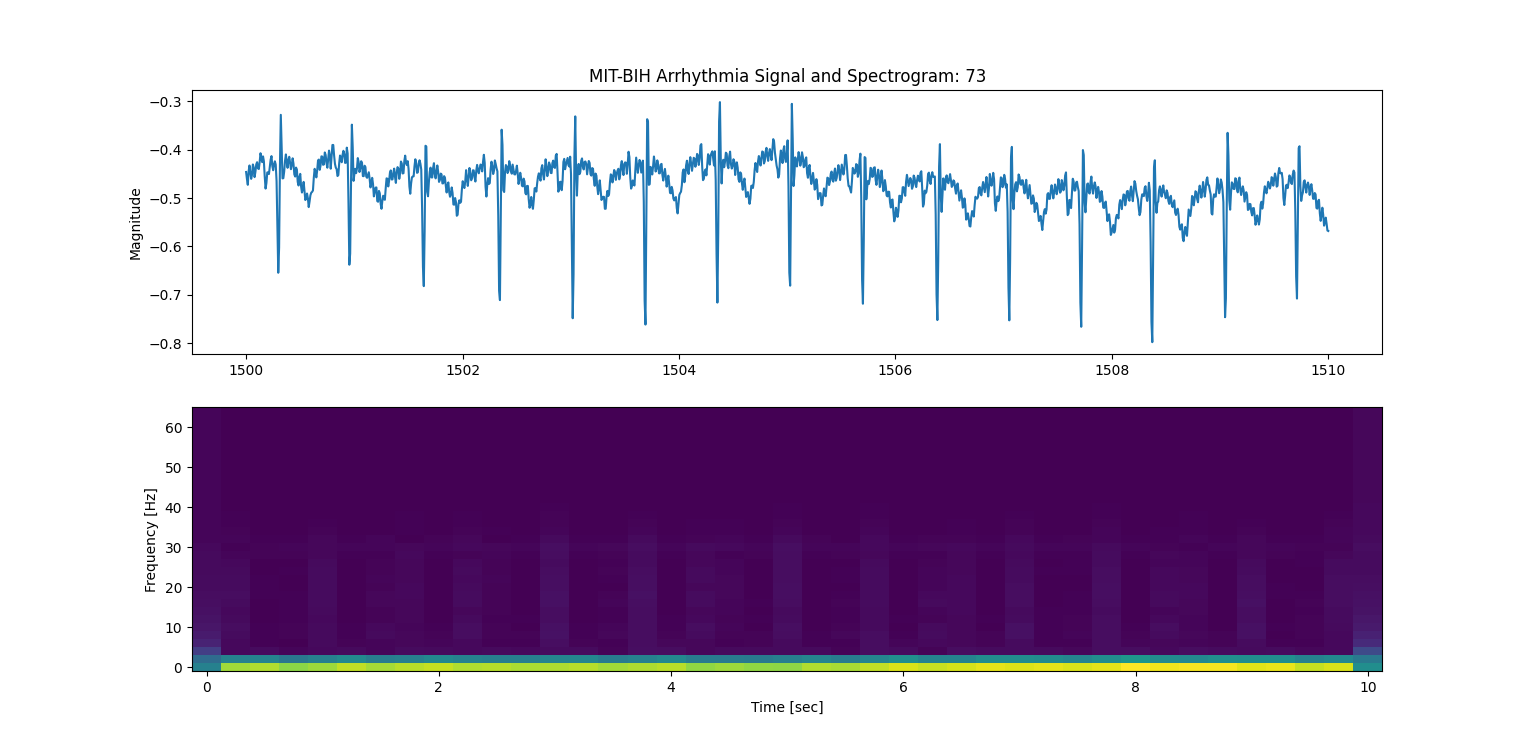 MIT-BIH Arrhythmia Signal and Spectrogram: 73
−0.3
−0.4
−0.5
−0.6
−0.7
−0.8
Magnitude
1500 1502 1504 1506 1508 1510
60
50
40
30
20
10
0
Frequency [Hz]
0 2 4 6 8 10
Time [sec]